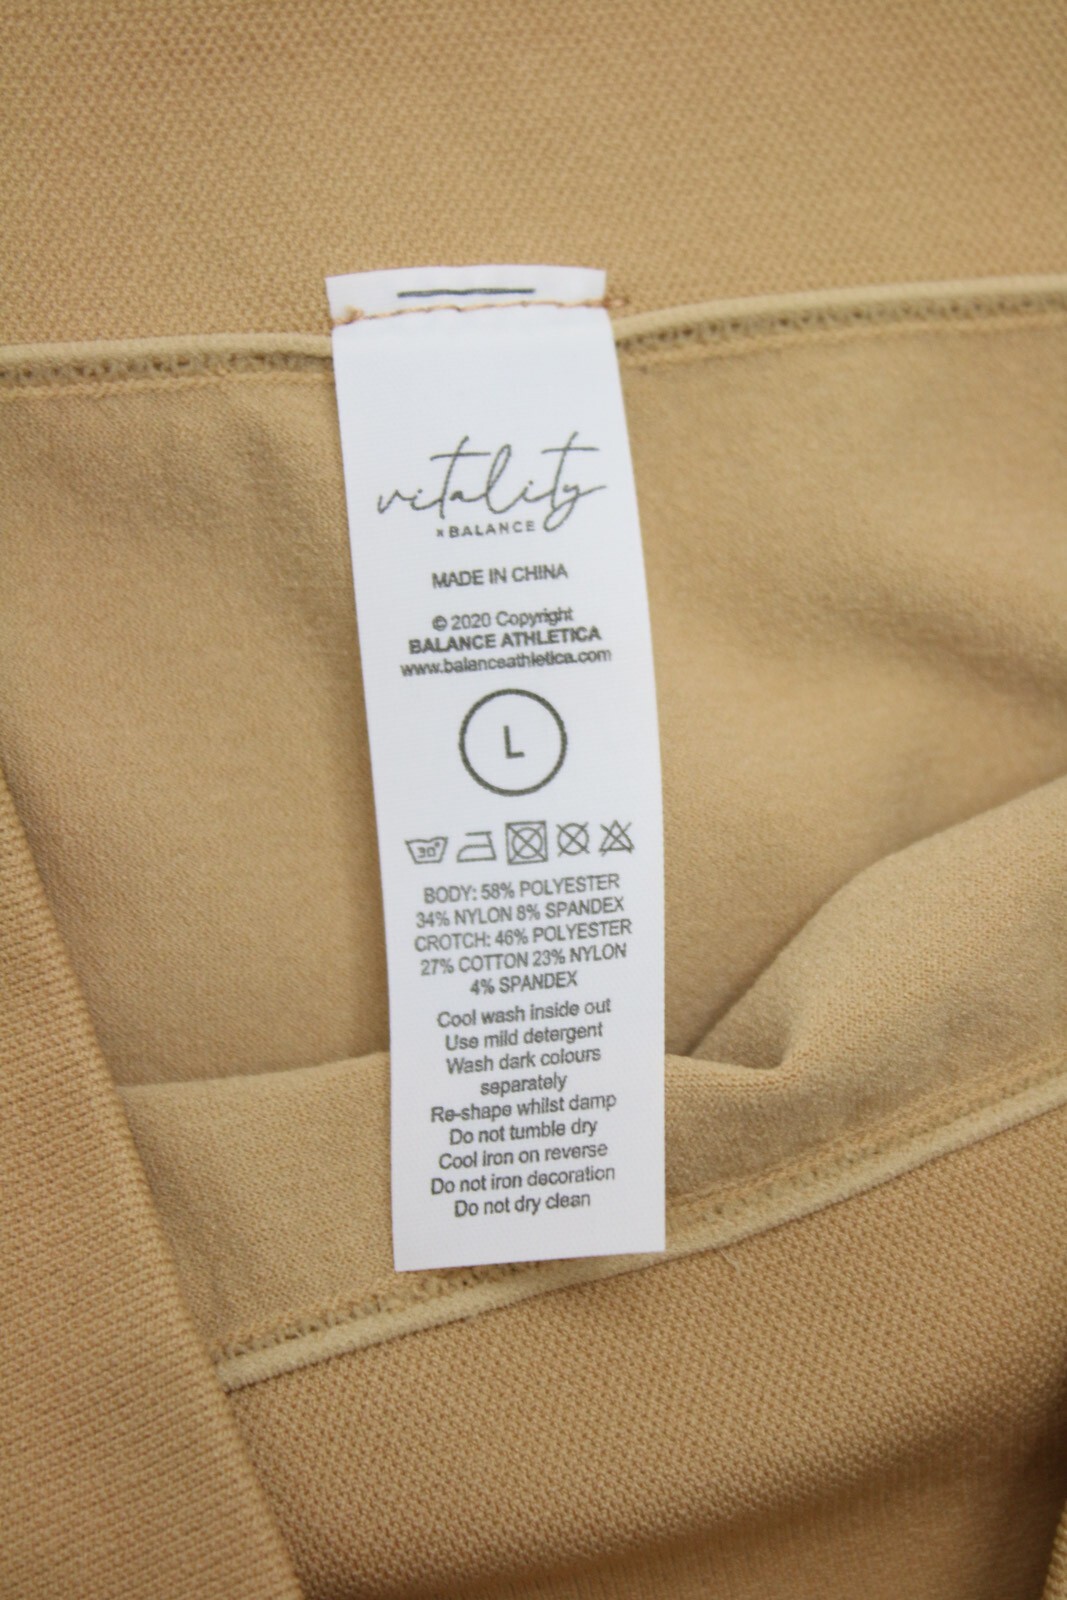 vitality
x BALANCE
MADE IN CHINA
© 2020 Copyright
BALANCE ATHLETICA
www.balanceathletica.com
L
30°
BODY: 58% POLYESTER
34% NYLON 8% SPANDEX
CROTCH: 46% POLYESTER
27% COTTON 23% NYLON
4% SPANDEX
Cool wash inside out
Use mild detergent
Wash dark colours
separately
Re-shape whilst damp
Do not tumble dry
Cool iron on reverse
Do not iron decoration
Do not dry clean